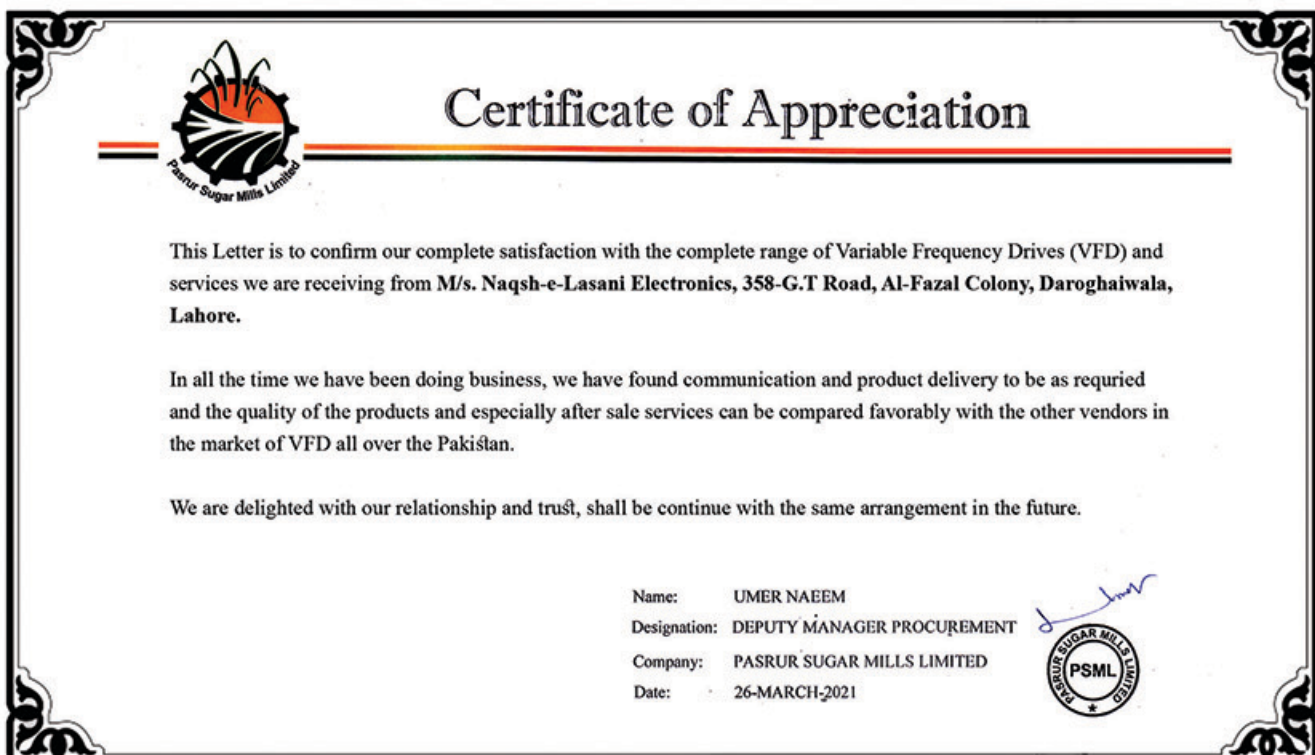 Certificate of Appreciation
Pasrur Sugar Mills Limited
This Letter is to confirm our complete satisfaction with the complete range of Variable Frequency Drives (VFD) and
services we are receiving from M/s. Naqsh-e-Lasani Electronics, 358-G.T Road, Al-Fazal Colony, Daroghaiwala,
Lahore.
In all the time we have been doing business, we have found communication and product delivery to be as requried
and the quality of the products and especially after sale services can be compared favorably with the other vendors in
the market of VFD all over the Pakistan.
We are delighted with our relationship and trust, shall be continue with the same arrangement in the future.
Name: UMER NAEEM
Designation: DEPUTY MANAGER PROCUREMENT
Company: PASRUR SUGAR MILLS LIMITED
Date: 26-MARCH-2021
PASRUR SUGAR MILLS LIMITED
PSML